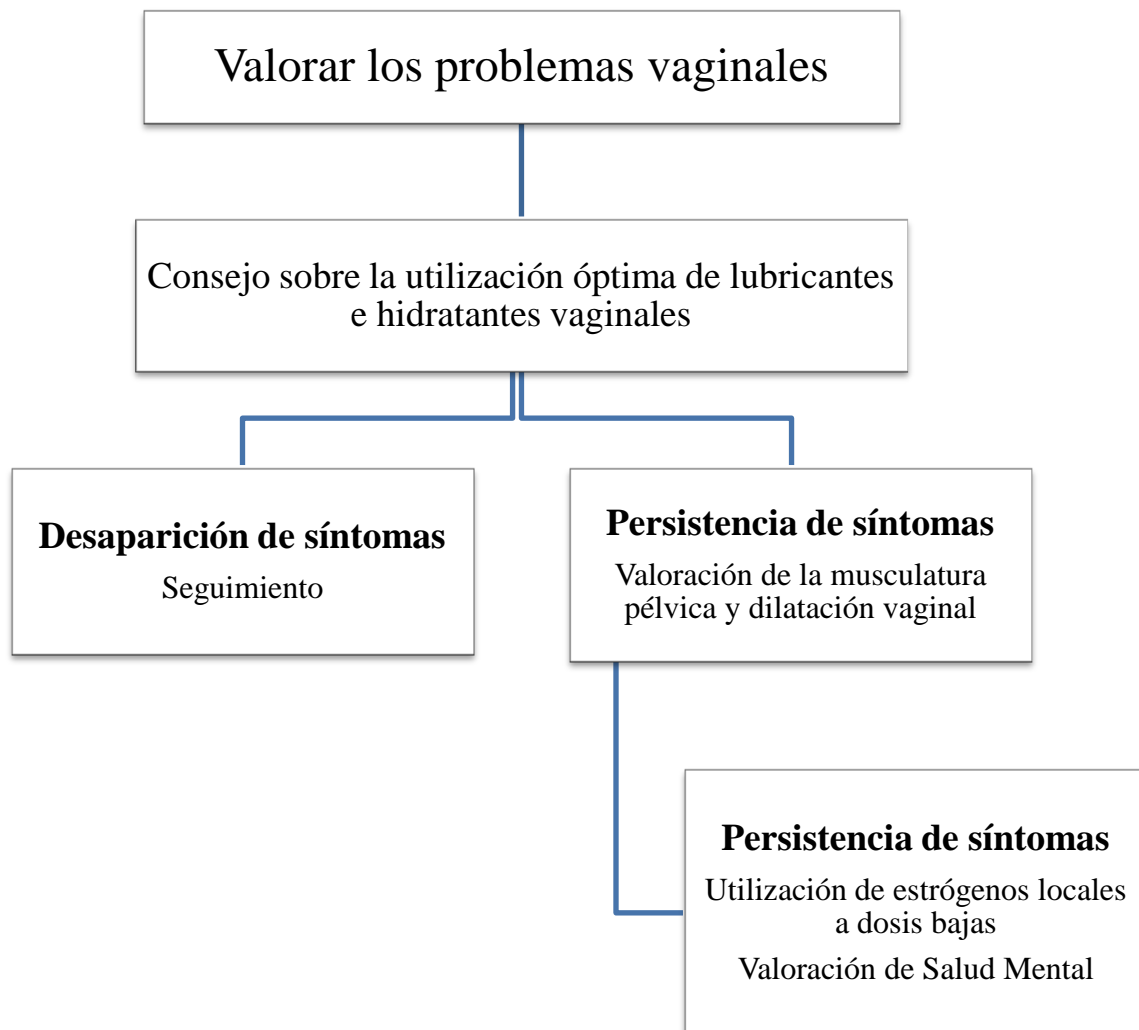 Valorar los problemas vaginales
Consejo sobre la utilización óptima de lubricantes
e hidratantes vaginales
Desaparición de síntomas
Seguimiento
Persistencia de síntomas
Valoración de la musculatura
pélvica y dilatación vaginal
Persistencia de síntomas
Utilización de estrógenos locales
a dosis bajas
Valoración de Salud Mental